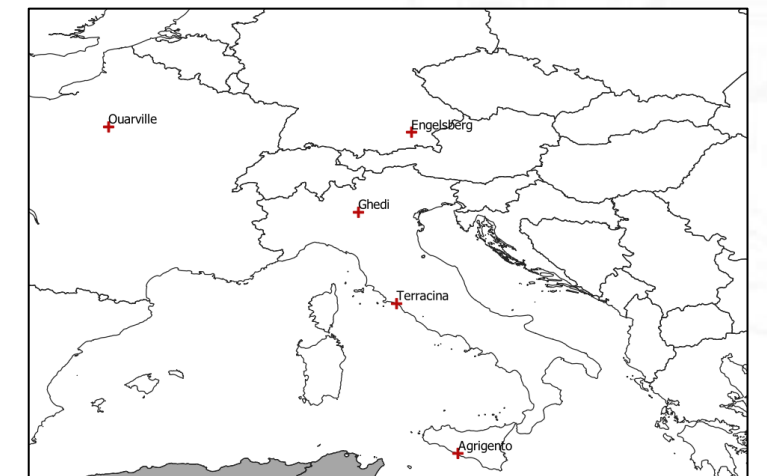 Ouarville
Engelsberg
Ghedi
Terracina
Agrigento